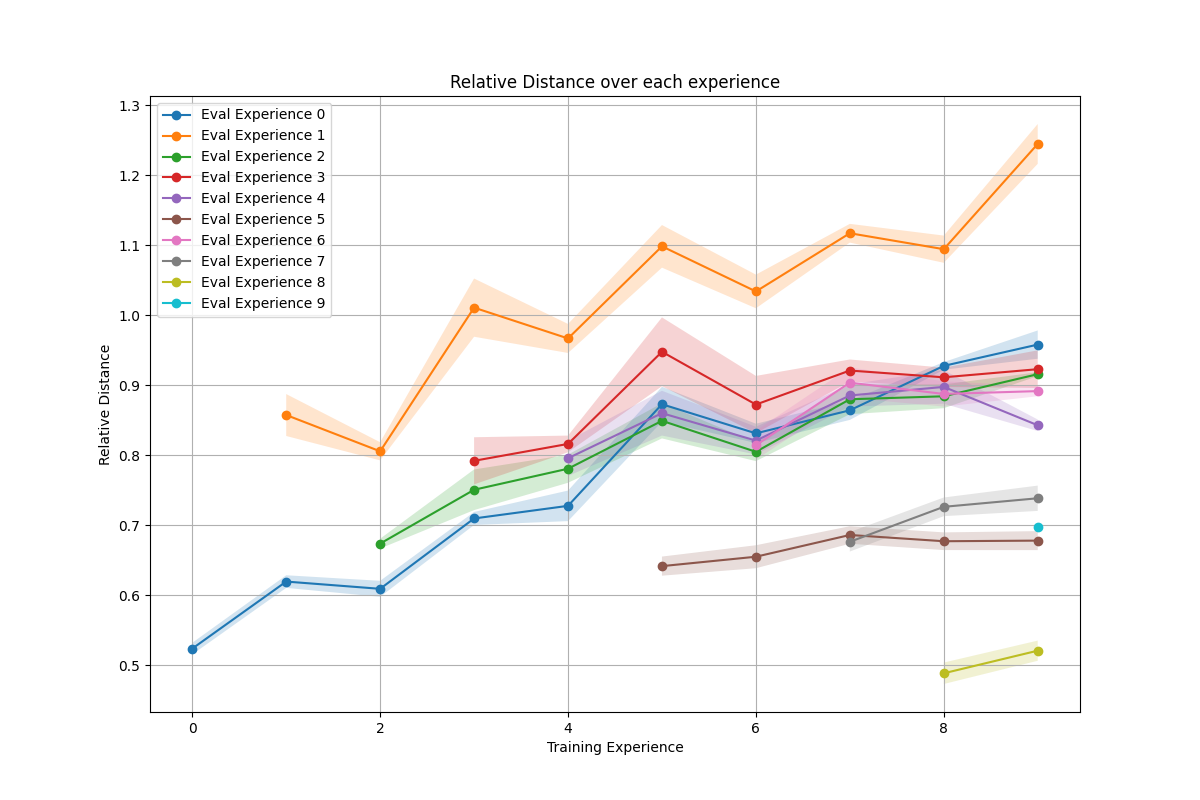 Relative Distance over each experience
1.3
1.2
1.1
1.0
0.9
0.8
0.7
0.6
0.5
Relative Distance
Eval Experience 0
Eval Experience 1
Eval Experience 2
Eval Experience 3
Eval Experience 4
Eval Experience 5
Eval Experience 6
Eval Experience 7
Eval Experience 8
Eval Experience 9
0 2 4 6 8
Training Experience